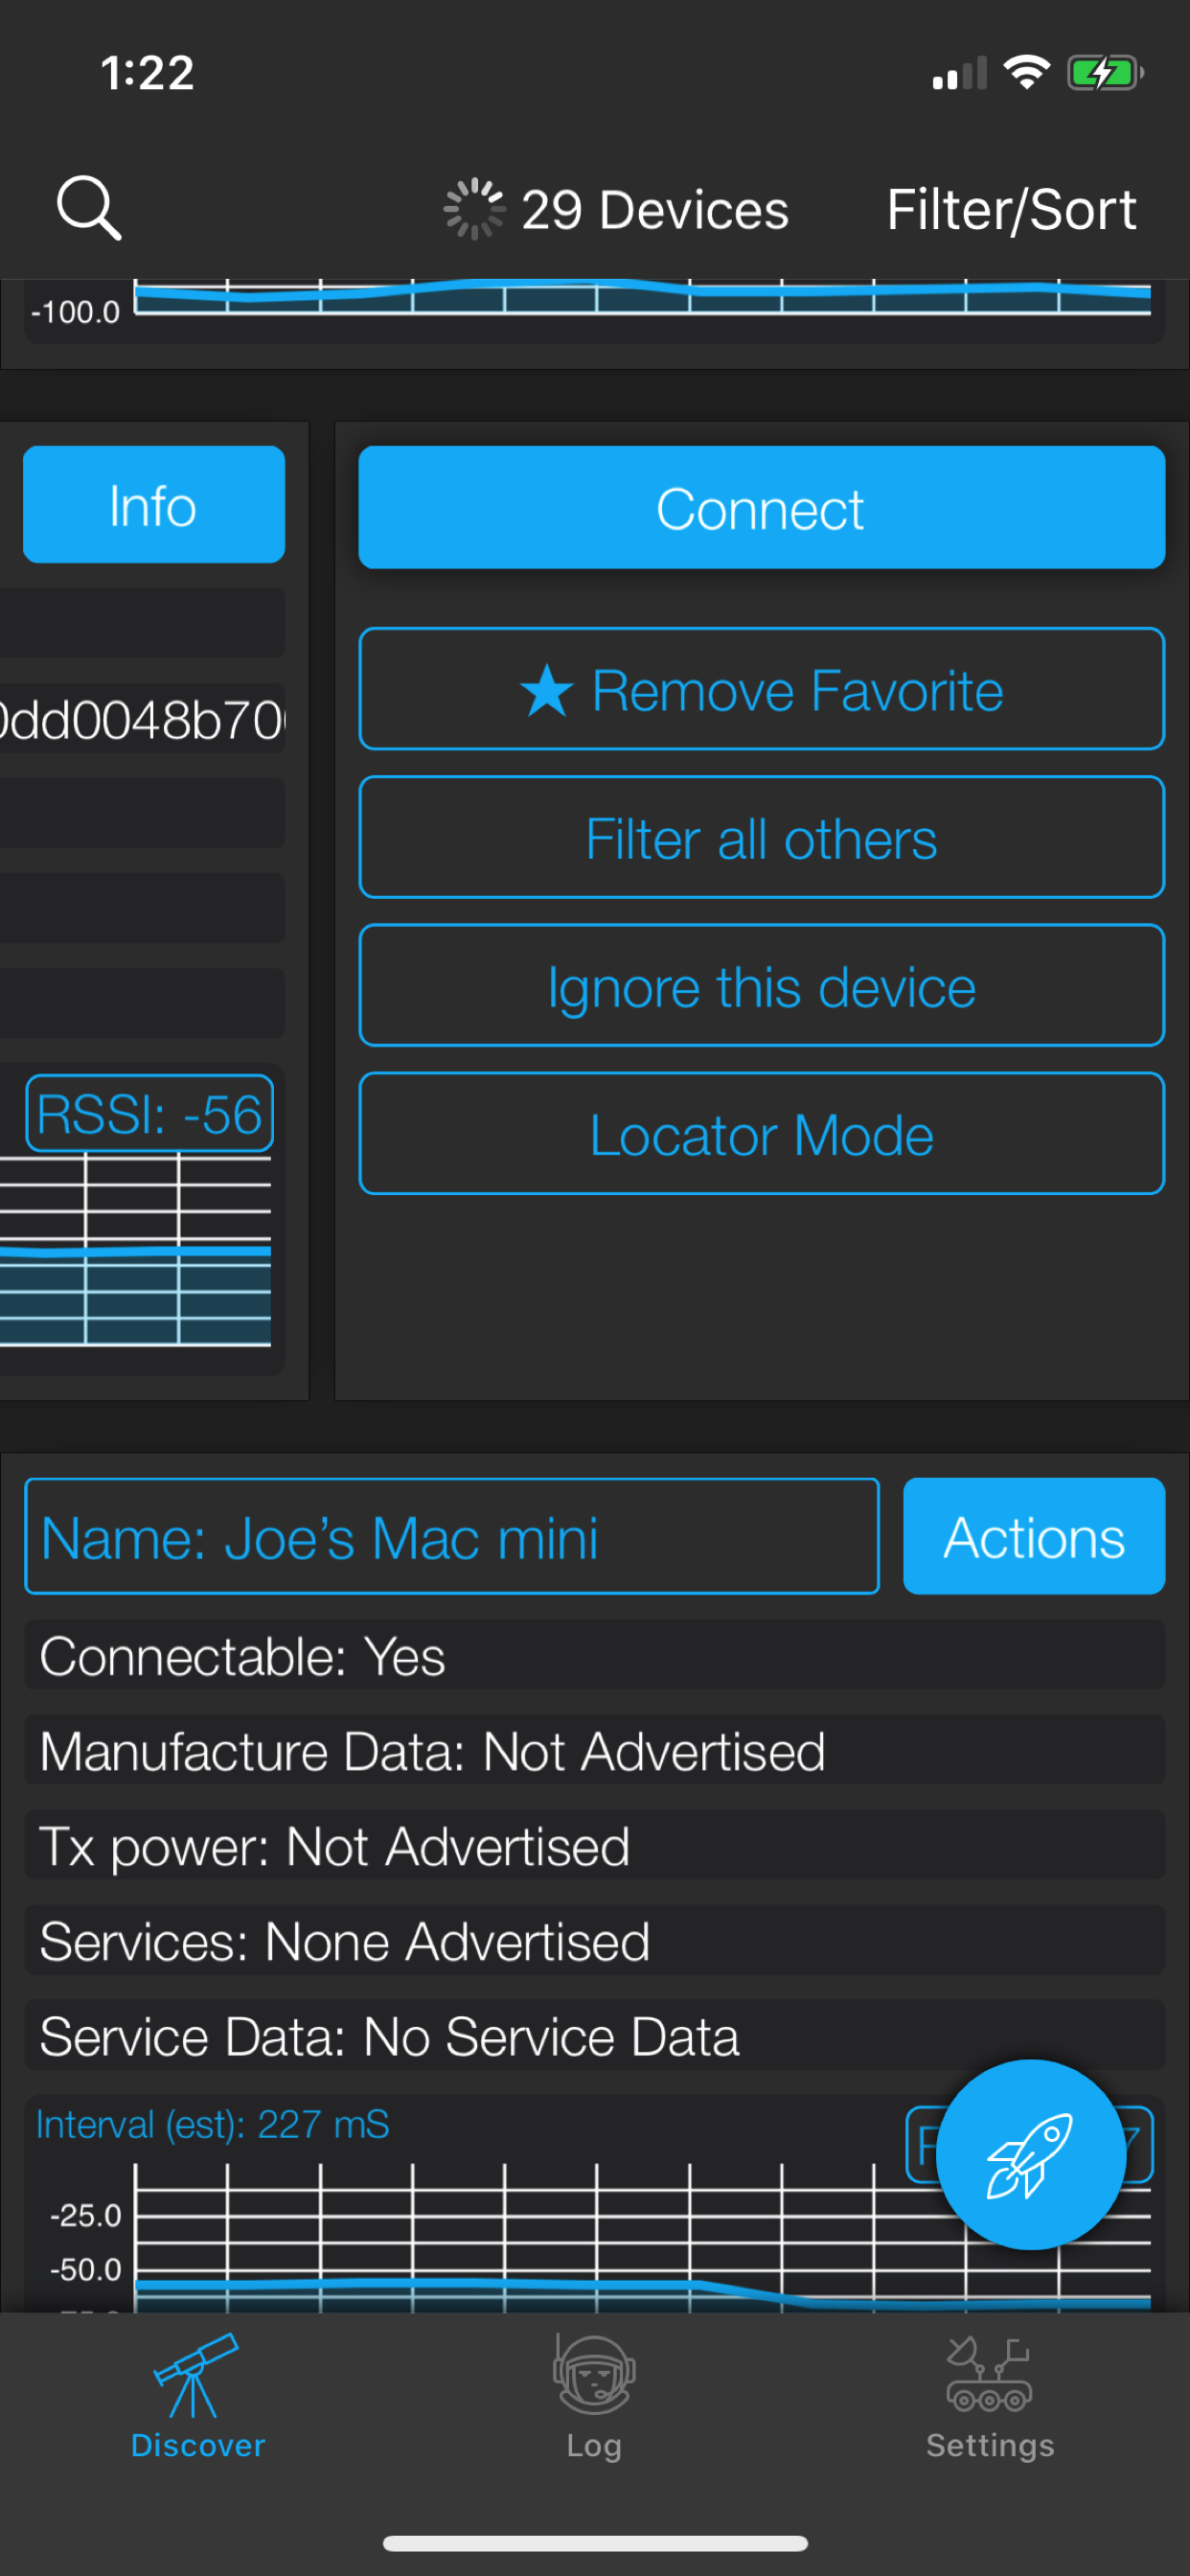 1:22
29 Devices
Filter/Sort
-100.0
Info
Connect
★ Remove Favorite
dd0048b70
Filter all others
Ignore this device
RSSI: -56
Locator Mode
Name: Joe’s Mac mini
Actions
Connectable: Yes
Manufacture Data: Not Advertised
Tx power: Not Advertised
Services: None Advertised
Service Data: No Service Data
Interval (est): 227 mS
-25.0
-50.0
Discover
Log
Settings